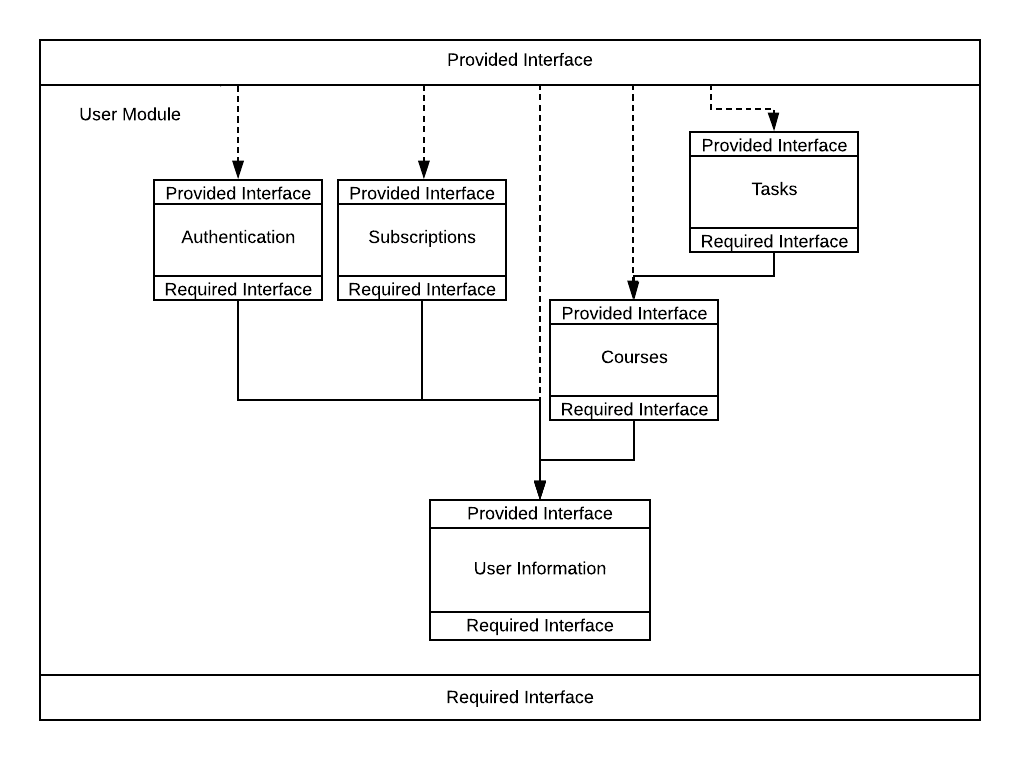 Provided Interface
User Module
Provided Interface
Tasks
Required Interface
Provided Interface
Authentication
Required Interface
Provided Interface
Subscriptions
Required Interface
Provided Interface
Courses
Required Interface
Provided Interface
User Information
Required Interface
Required Interface